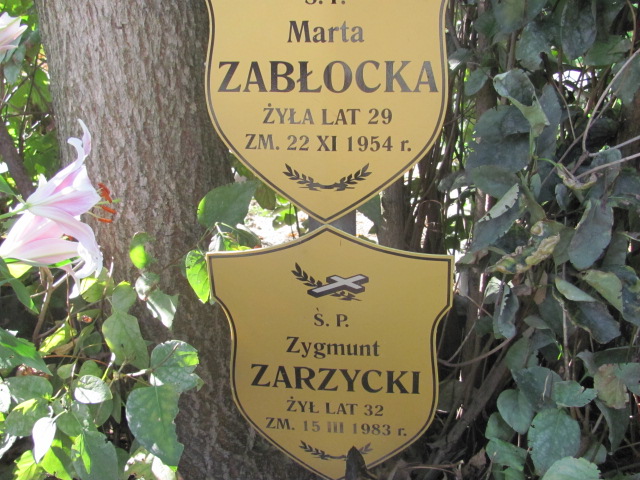 Ś. P.
Marta
ZABŁOCKA
ŻYŁA LAT 29
ZM. 22 XI 1954 r.
Ś. P.
Zygmunt
ZARZYCKI
ŻYŁ LAT 32
ZM. 15 III 1983 r.